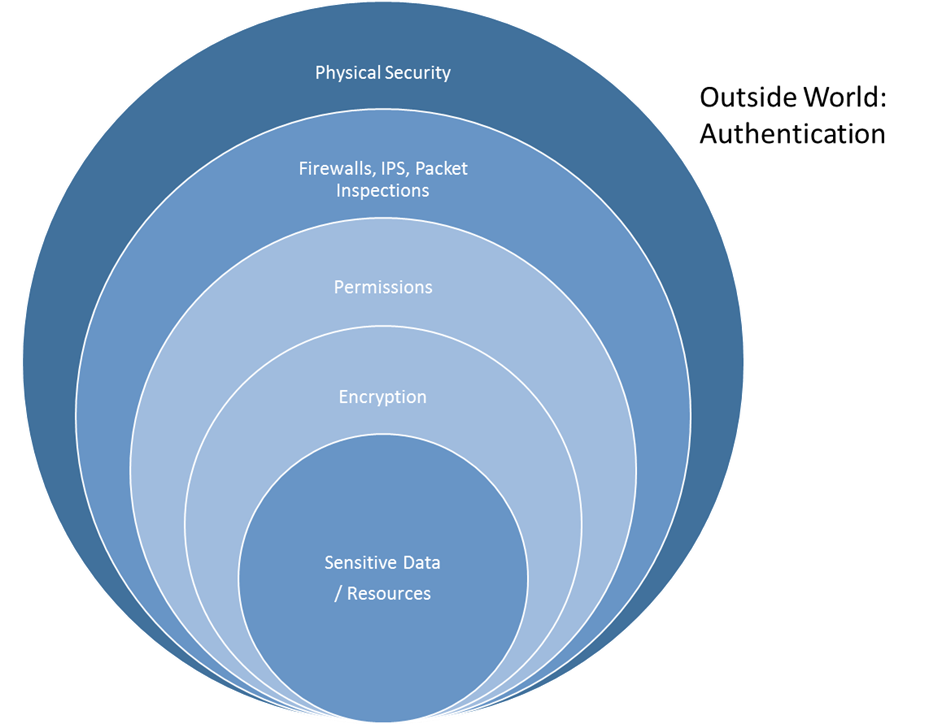 Physical Security
Outside World:
Authentication
Firewalls, IPS, Packet
Inspections
Permissions
Encryption
Sensitive Data
/ Resources